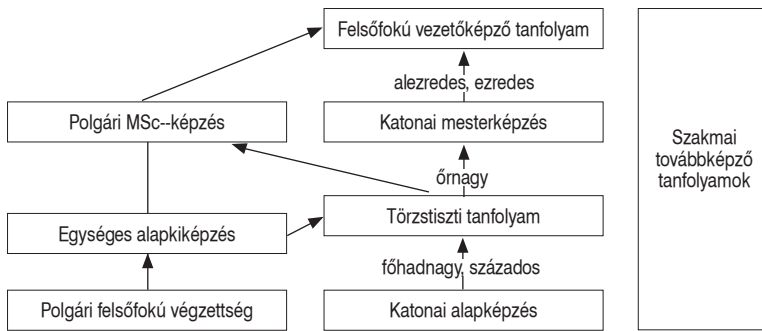 Felsőfokú vezetőképző tanfolyam
alezredes, ezredes
Polgári MSc--képzés
Katonai mesterképzés
Szakmai
továbbképző
tanfolyamok
őrnagy
Törzstiszti tanfolyam
Egységes alapkiképzés
főhadnagy, százados
Polgári felsőfokú végzettség
Katonai alapképzés